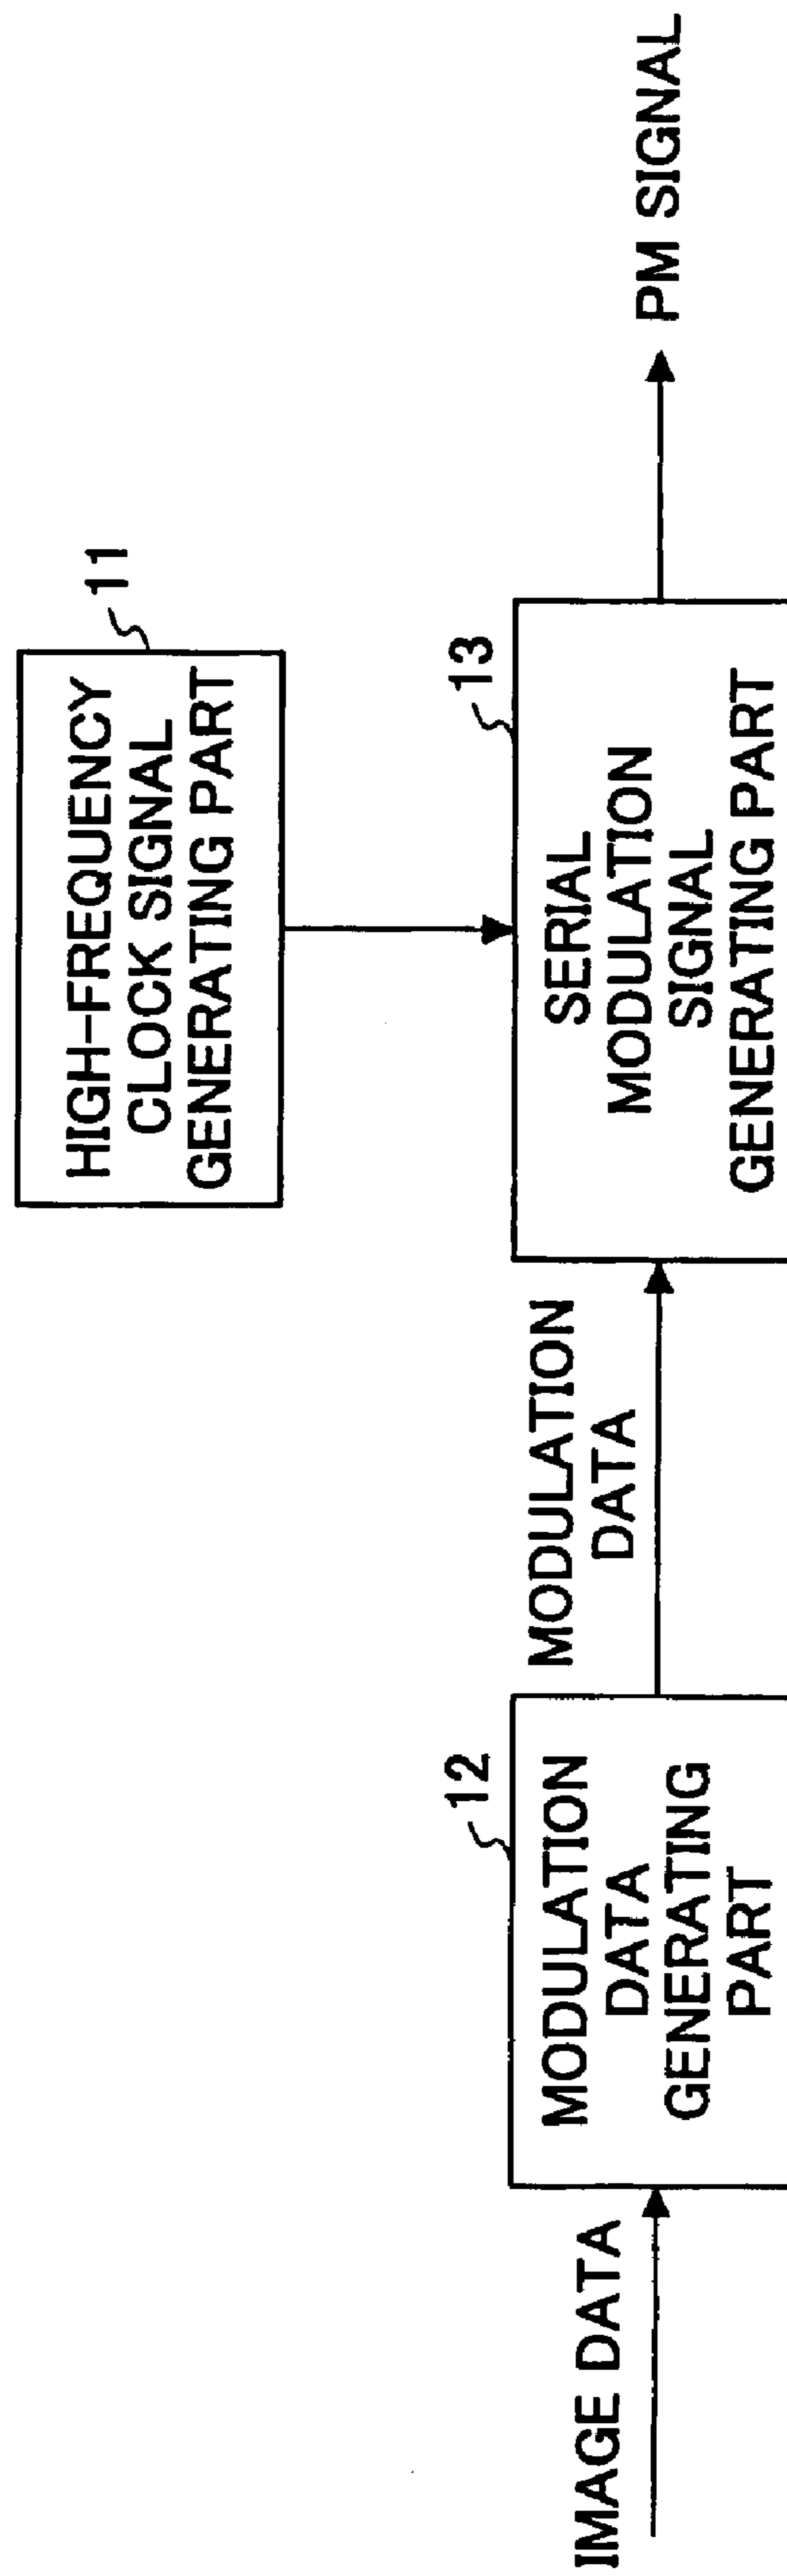 HIGH-FREQUENCY
CLOCK SIGNAL
GENERATING PART
11
IMAGE DATA
MODULATION
DATA
GENERATING
PART
12
MODULATION
DATA
SERIAL
MODULATION
SIGNAL
GENERATING PART
13
PM SIGNAL